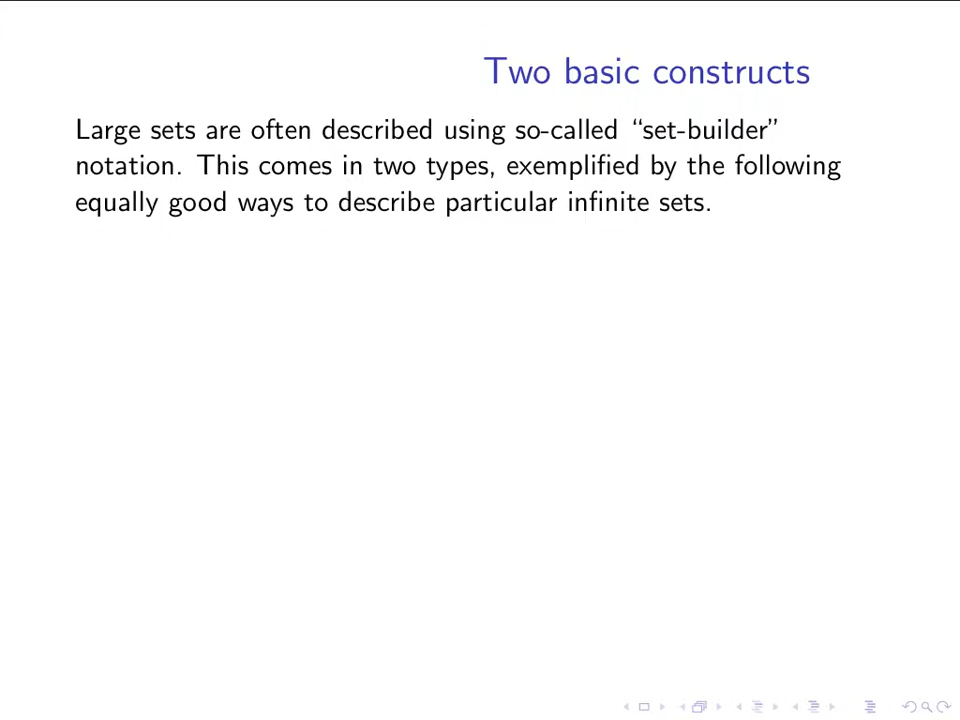 Two basic constructs
Large sets are often described using so-called “set-builder”
notation. This comes in two types, exemplified by the following
equally good ways to describe particular infinite sets.